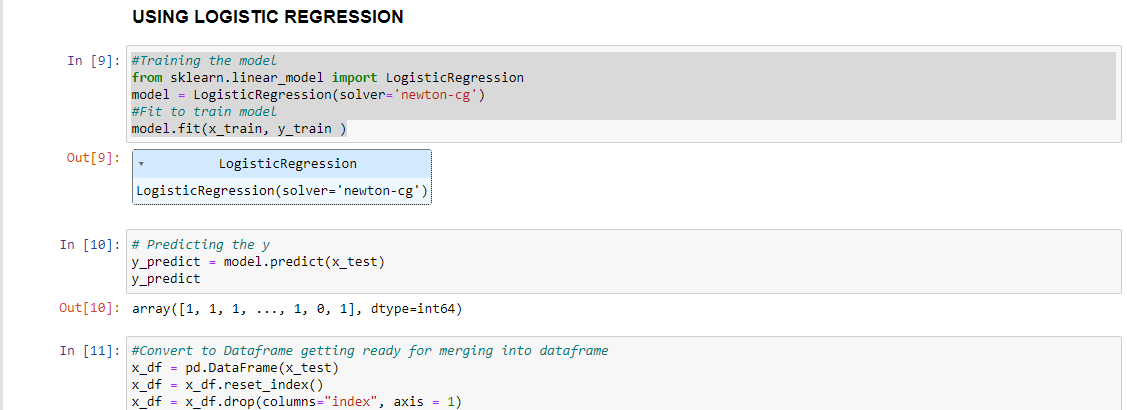 USING LOGISTIC REGRESSION
In [9]: #Training the model
from sklearn.linear_model import LogisticRegression
model = LogisticRegression(solver='newton-cg')
#Fit to train model
model.fit(x_train, y_train )
Out[9]: ▾ LogisticRegression
LogisticRegression(solver='newton-cg')
In [10]: # Predicting the y
y_predict = model.predict(x_test)
y_predict
Out[10]: array([1, 1, 1, ..., 1, 0, 1], dtype=int64)
In [11]: #Convert to Dataframe getting ready for merging into dataframe
x_df = pd.DataFrame(x_test)
x_df = x_df.reset_index()
x_df = x_df.drop(columns="index", axis = 1)